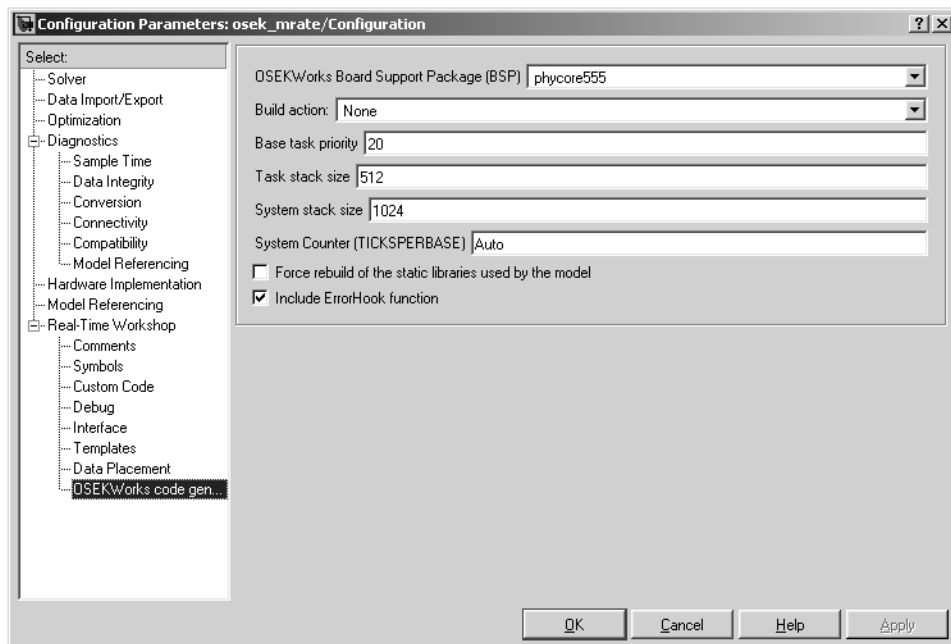 Configuration Parameters: osek_mrate/Configuration
Select:
Solver
Data Import/Export
Optimization
Diagnostics
Sample Time
Data Integrity
Conversion
Connectivity
Compatibility
Model Referencing
Hardware Implementation
Model Referencing
Real-Time Workshop
Comments
Symbols
Custom Code
Debug
Interface
Templates
Data Placement
OSEKWorks code gen...
OSEKWorks Board Support Package (BSP) phycore555
Build action: None
Base task priority 20
Task stack size 512
System stack size 1024
System Counter (TICKSPERBASE) Auto
Force rebuild of the static libraries used by the model
Include ErrorHook function
OK Cancel Help Apply